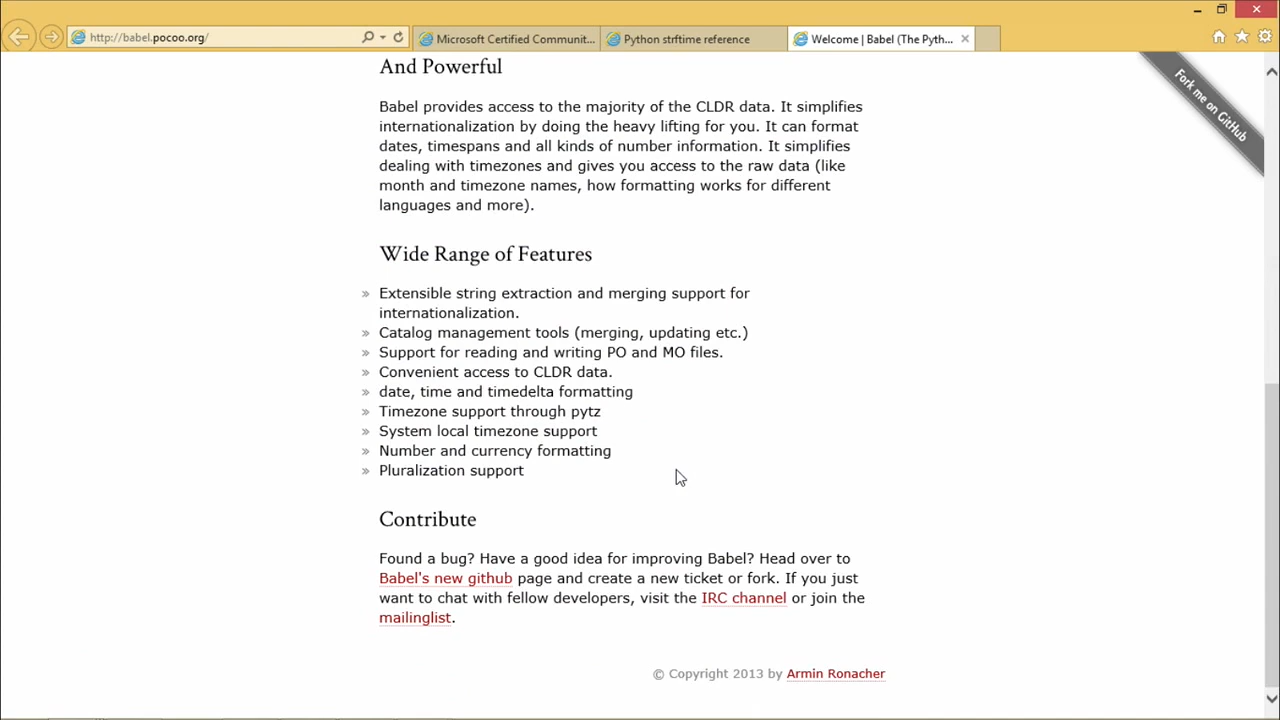 http://babel.pocoo.org/
Microsoft Certified Communit...
Python strftime reference
Welcome | Babel (The Pyth...
Fork me on GitHub
And Powerful
Babel provides access to the majority of the CLDR data. It simplifies
internationalization by doing the heavy lifting for you. It can format
dates, timespans and all kinds of number information. It simplifies
dealing with timezones and gives you access to the raw data (like
month and timezone names, how formatting works for different
languages and more).
Wide Range of Features
» Extensible string extraction and merging support for
internationalization.
» Catalog management tools (merging, updating etc.)
» Support for reading and writing PO and MO files.
» Convenient access to CLDR data.
» date, time and timedelta formatting
» Timezone support through pytz
» System local timezone support
» Number and currency formatting
» Pluralization support
Contribute
Found a bug? Have a good idea for improving Babel? Head over to
Babel's new github page and create a new ticket or fork. If you just
want to chat with fellow developers, visit the IRC channel or join the
mailinglist.
© Copyright 2013 by Armin Ronacher